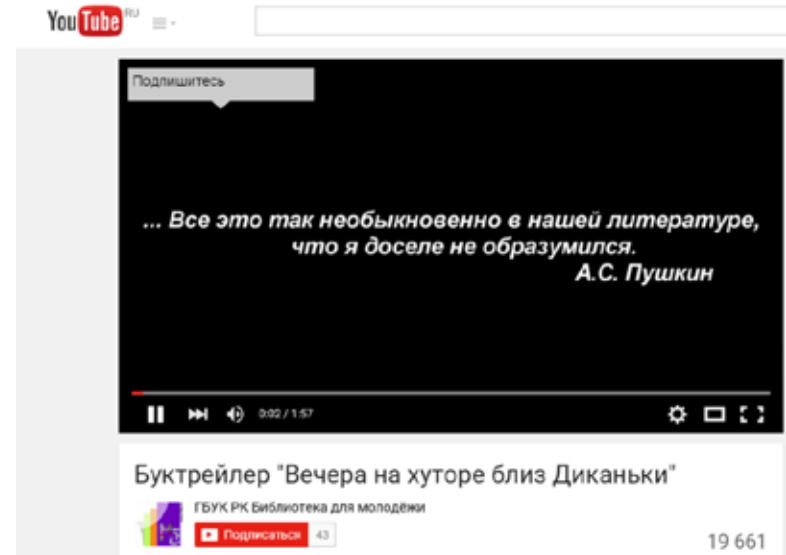 YouTube RU
Подпишитесь
... Все это так необыкновенно в нашей литературе,
что я доселе не образумился.
А.С. Пушкин
0:02 / 1:57
Буктрейлер "Вечера на хуторе близ Диканьки"
ГБУК РК Библиотека для молодёжи
Подписаться 43
19 661